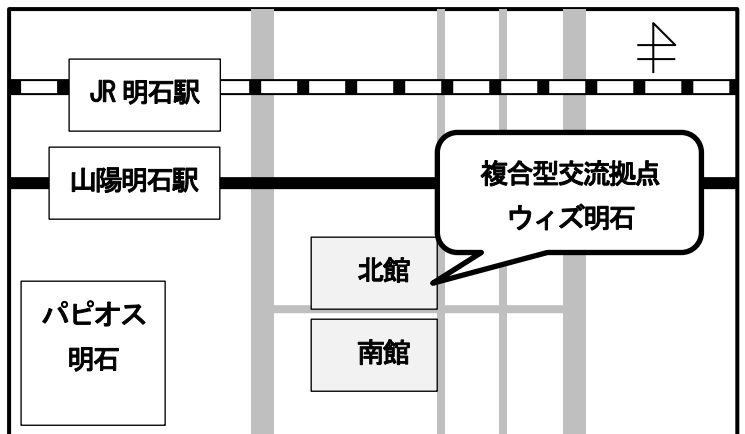 JR 明石駅
山陽明石駅
複合型交流拠点
ウィズ明石
北館
パピオス
明石
南館